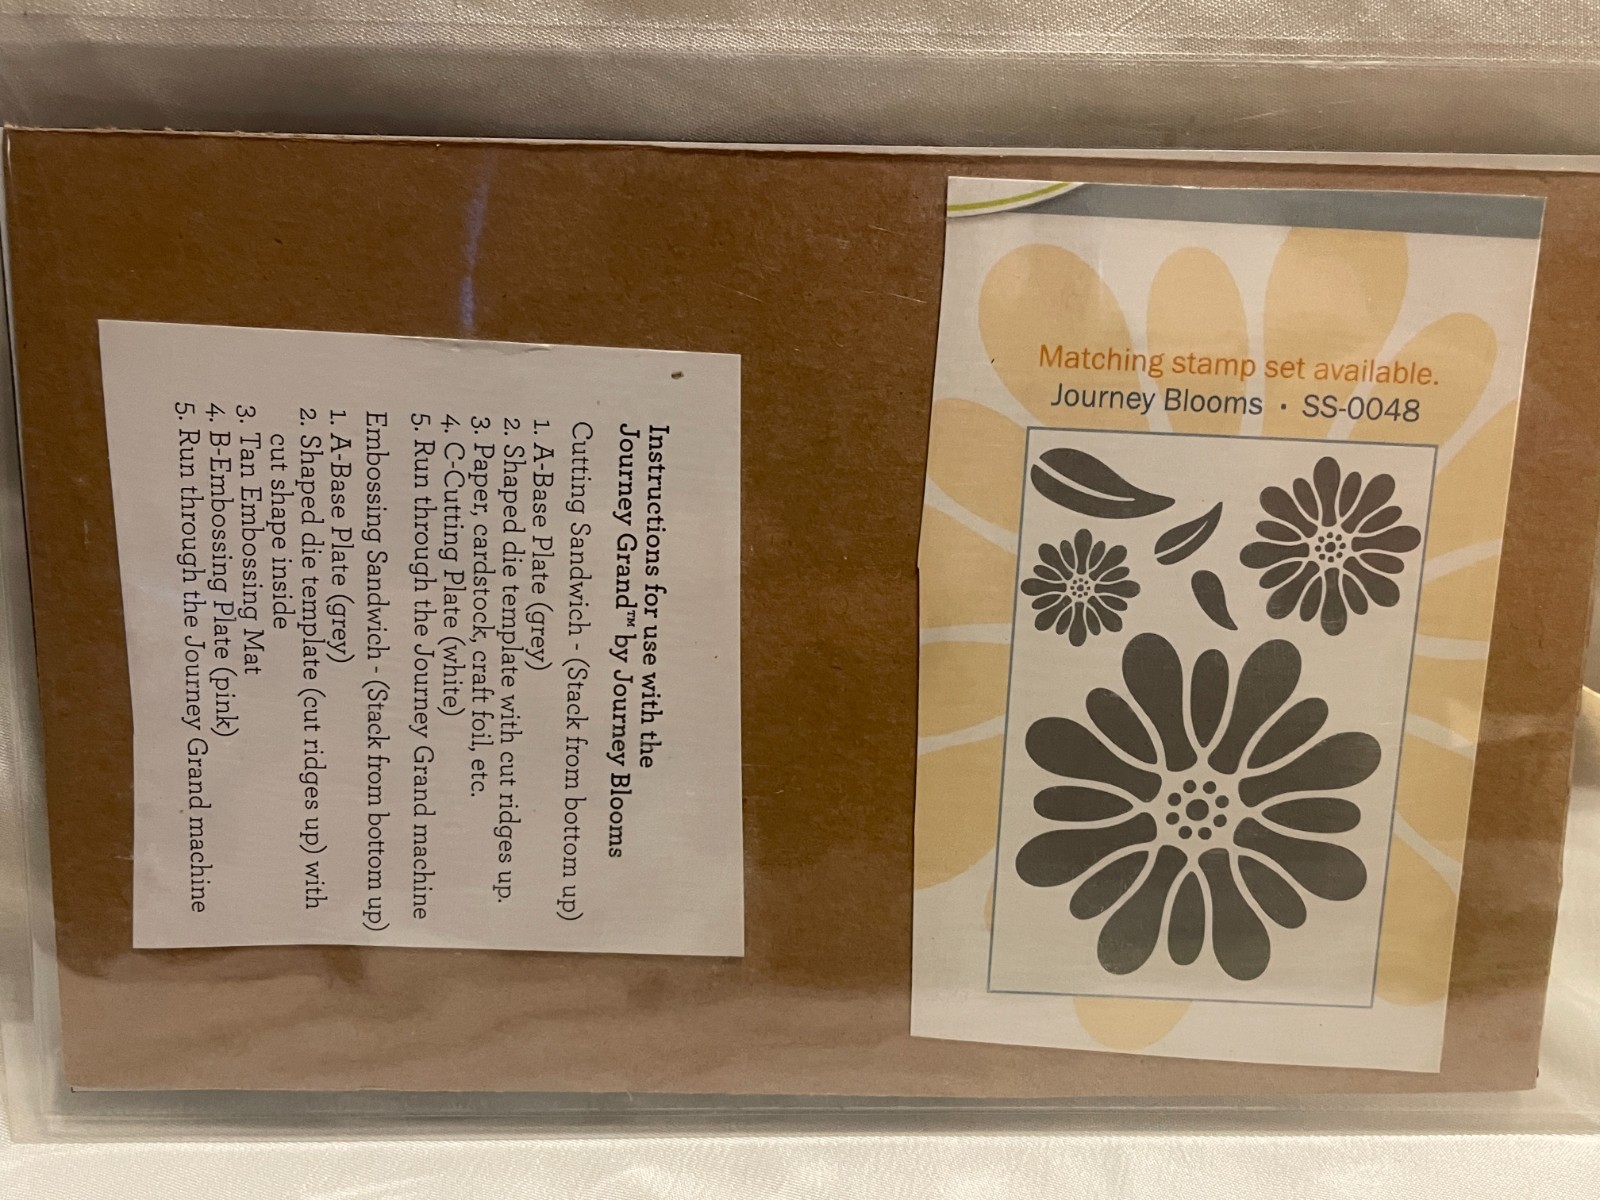 Matching stamp set available.
Journey Blooms • SS-0048
Instructions for use with the
Journey Grand™ by Journey Blooms
Cutting Sandwich - (Stack from bottom up)
1. A-Base Plate (grey)
2. Shaped die template with cut ridges up.
3. Paper, cardstock, craft foil, etc.
4. C-Cutting Plate (white)
5. Run through the Journey Grand machine
Embossing Sandwich - (Stack from bottom up)
1. A-Base Plate (grey)
2. Shaped die template (cut ridges up) with
cut shape inside
3. Tan Embossing Mat
4. B-Embossing Plate (pink)
5. Run through the Journey Grand machine